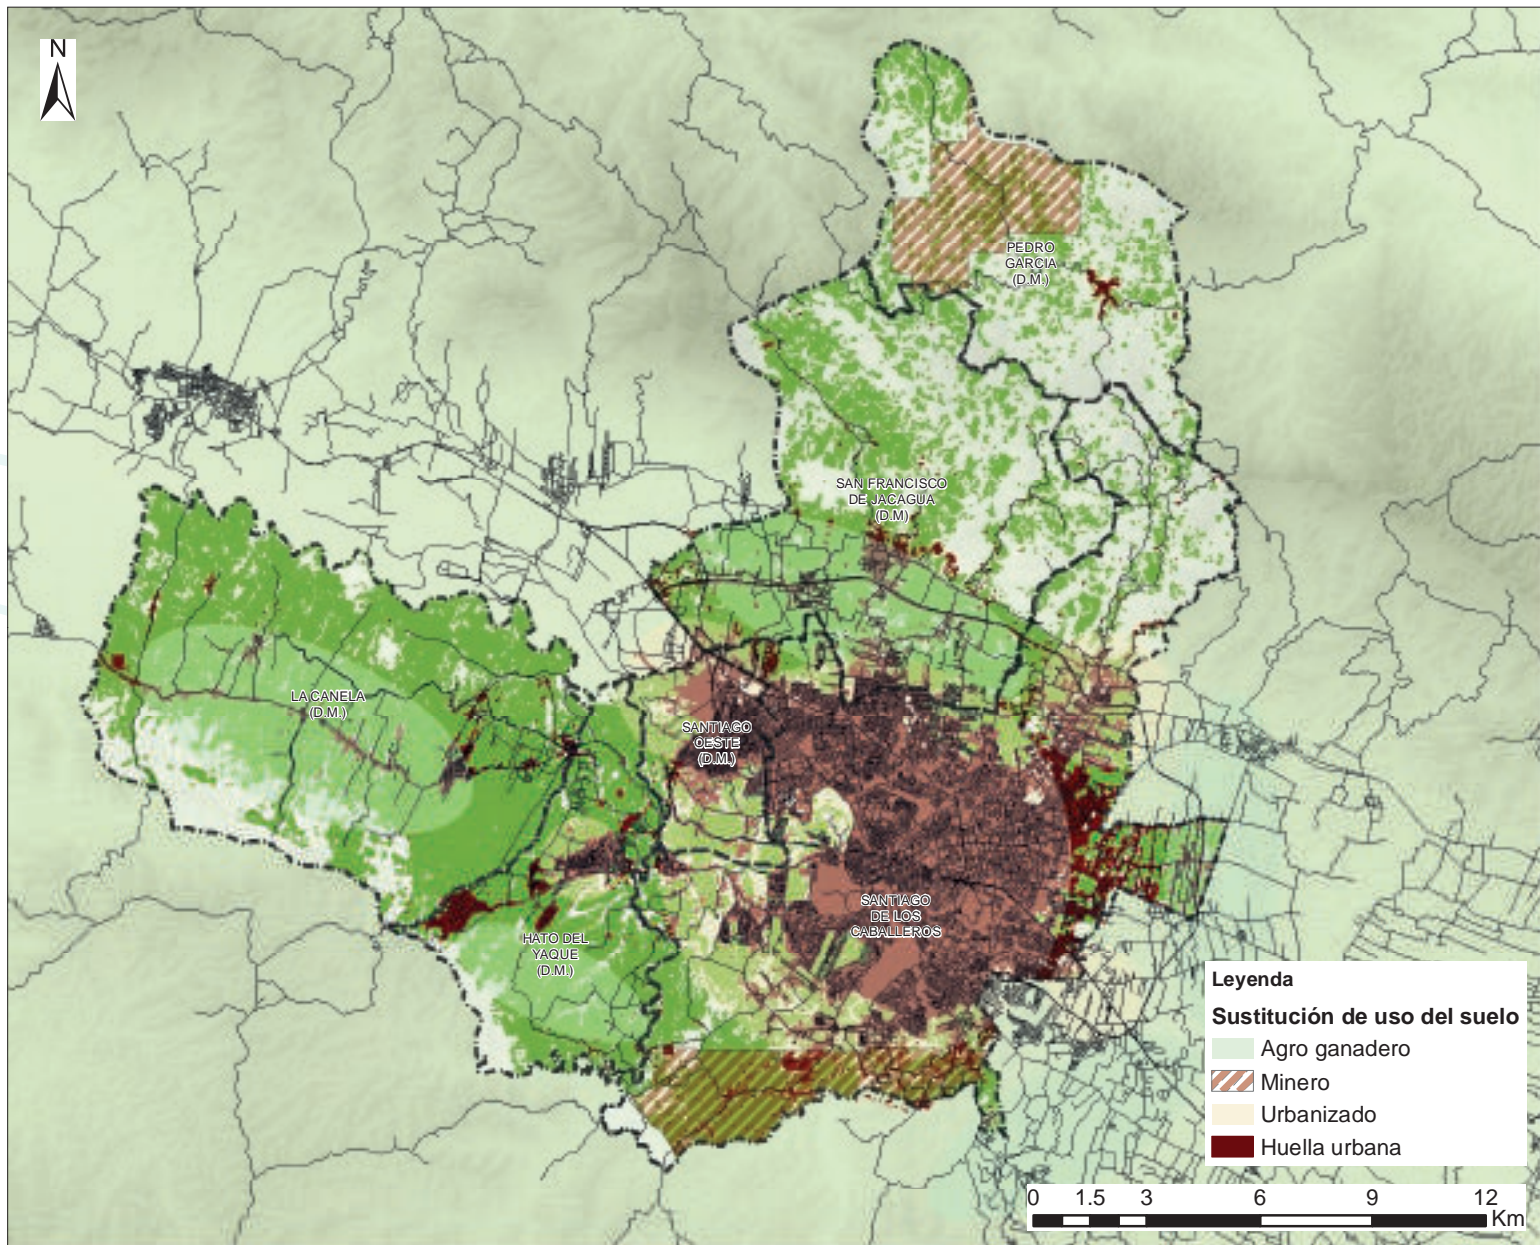 N
PEDRO
GARCIA
(D.M.)
SAN FRANCISCO
DE JACAGUA
(D.M)
LA CANELA
(D.M.)
SANTIAGO
OESTE
(D.M.)
SANTIAGO
DE LOS
CABALLEROS
HATO DEL
YAQUE
(D.M.)
Leyenda
Sustitución de uso del suelo
Agro ganadero
Minero
Urbanizado
Huella urbana
0 1.5 3 6 9 12
Km